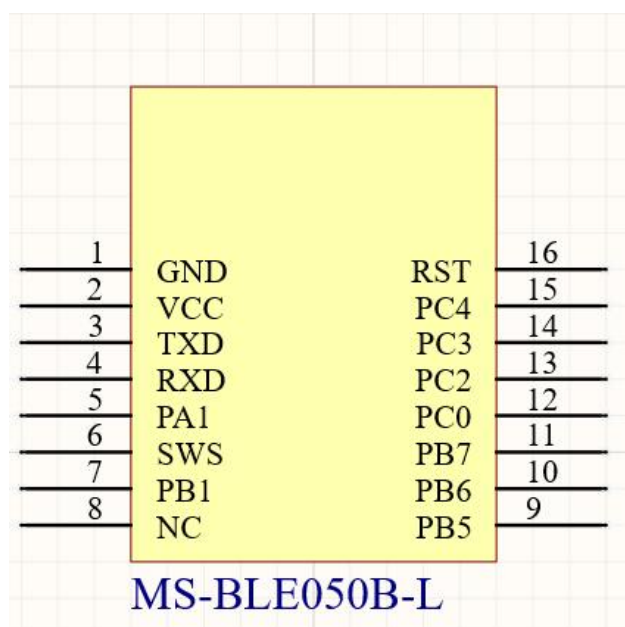 1 GND RST 16
2 VCC PC4 15
3 TXD PC3 14
4 RXD PC2 13
5 PA1 PC0 12
6 SWS PB7 11
7 PB1 PB6 10
8 NC PB5 9
MS-BLE050B-L